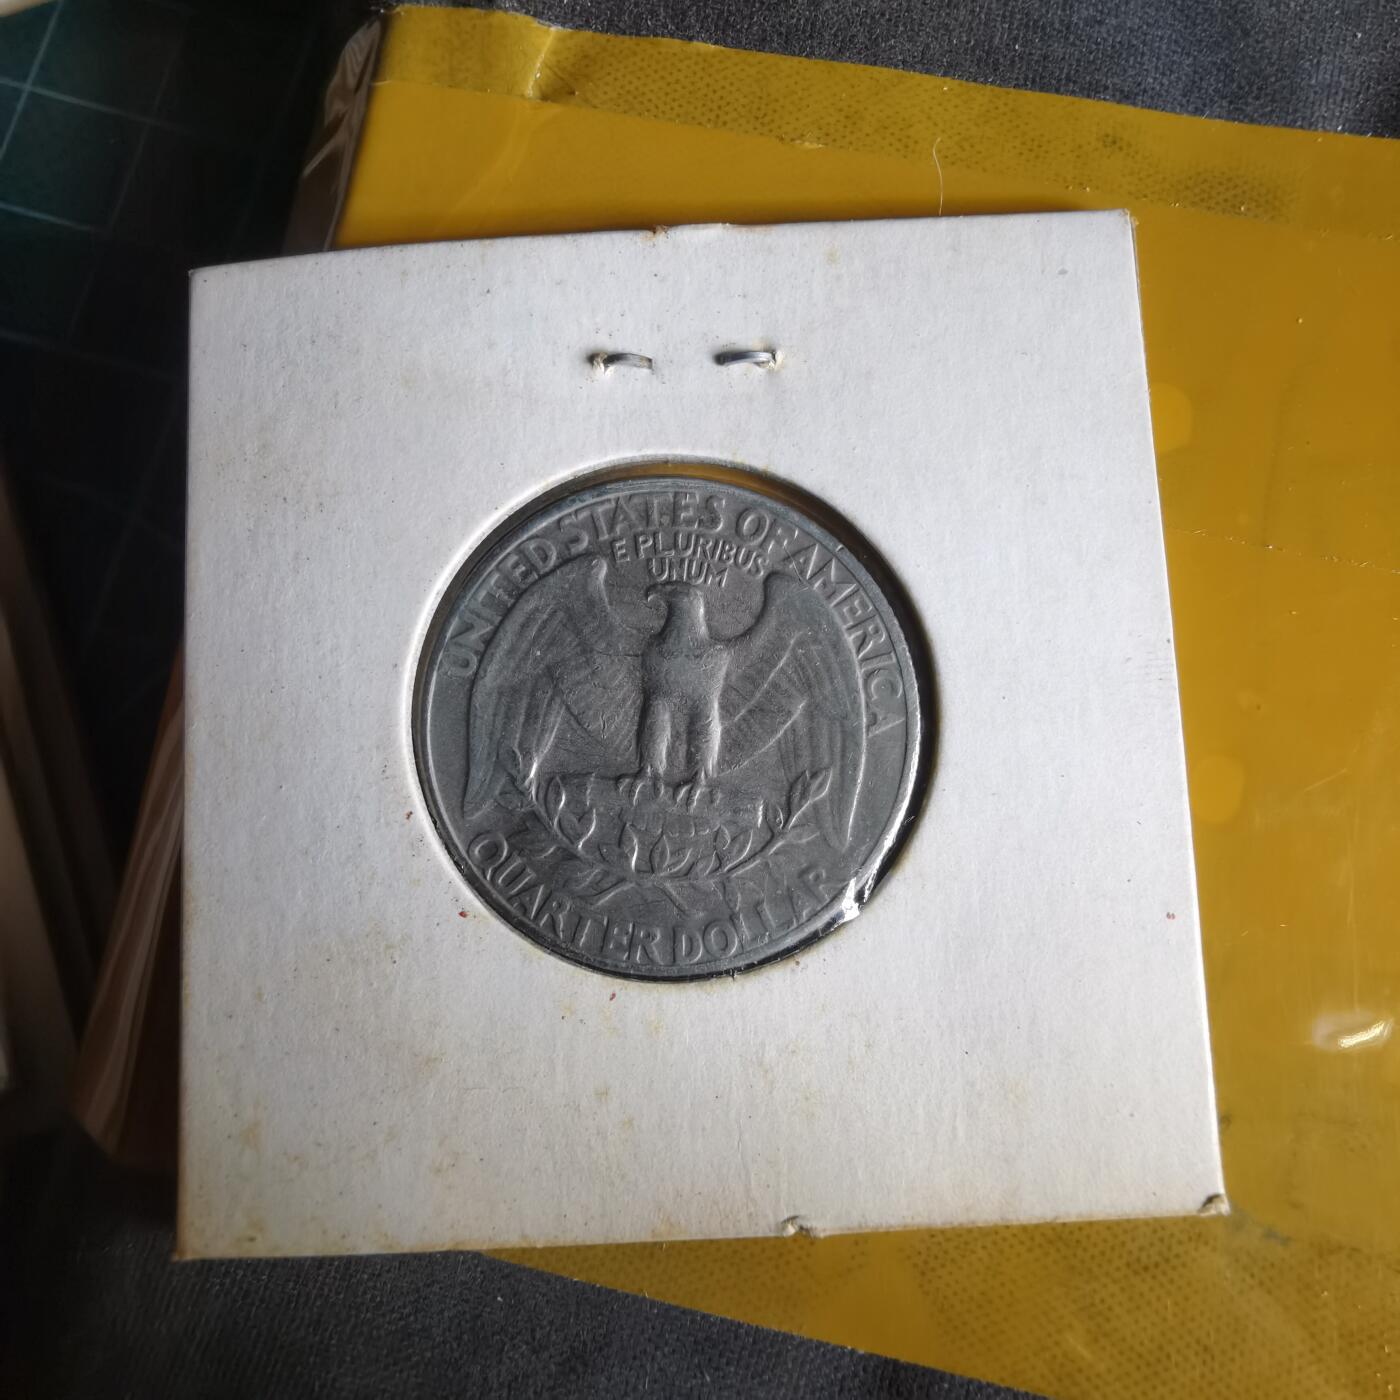 UNITED STATES OF AMERICA
E PLURIBUS
UNUM
QUARTER DOLLAR